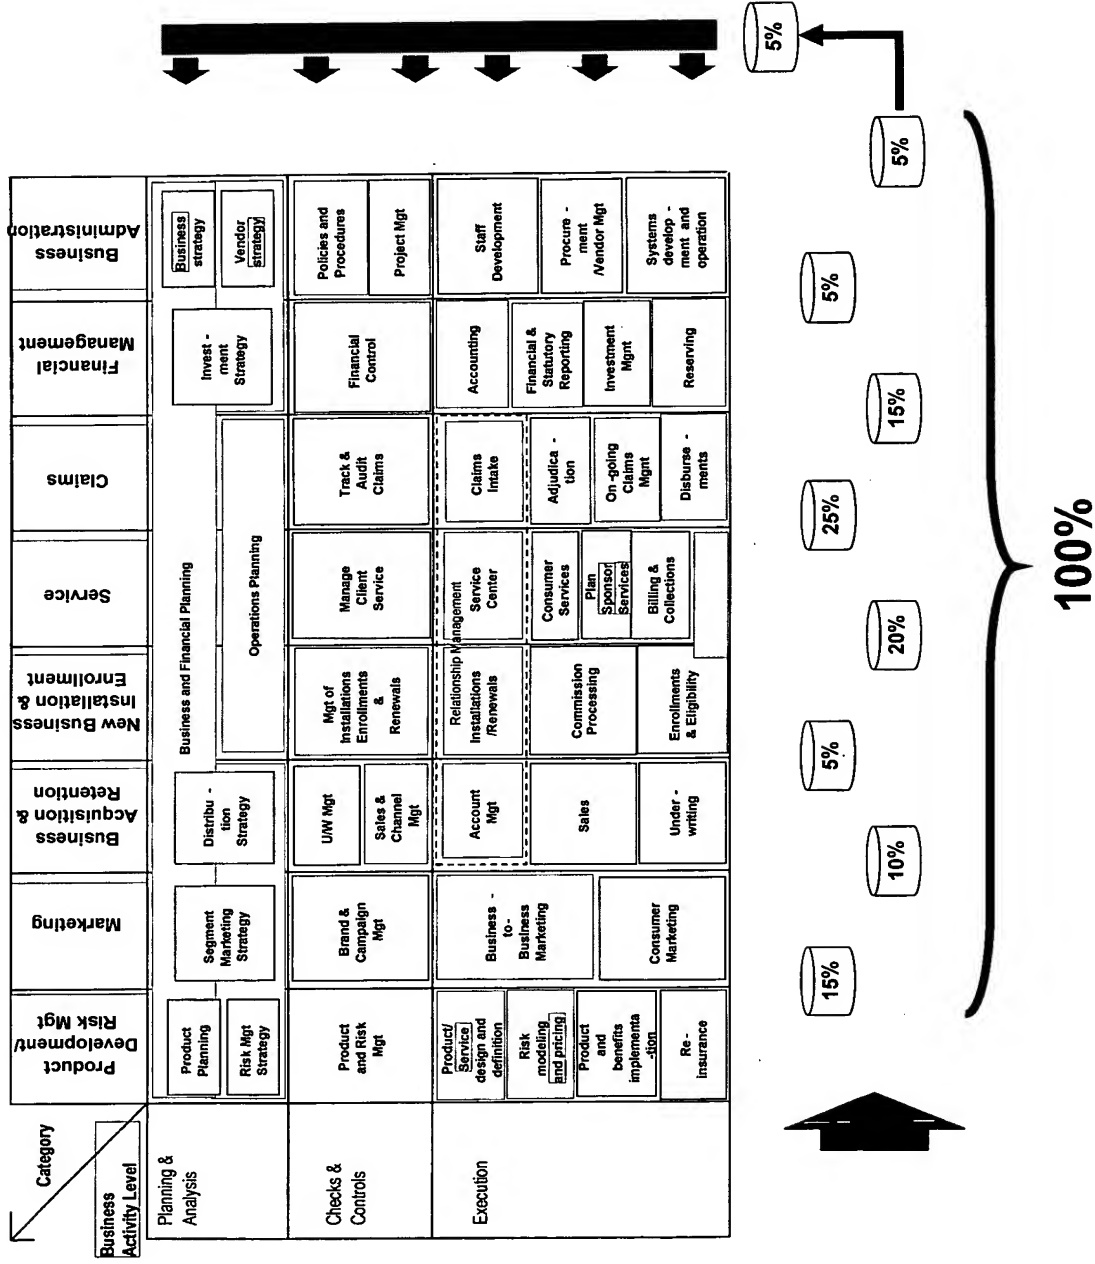 Category
Business
Activity Level
Product
Development/
Risk Mgt
Marketing
Business
Acquisition &
Retention
New Business
Installation &
Enrollment
Service
Claims
Financial
Management
Business
Administration
Planning &
Analysis
Product
Planning
Risk Mgt
Strategy
Segment
Marketing
Strategy
Distribu -
tion
Strategy
Business and Financial Planning
Operations Planning
Invest -
ment
Strategy
Business
strategy
Vendor
strategy
Checks &
Controls
Product
and Risk
Mgt
Brand &
Campaign
Mgt
U/W Mgt
Sales &
Channel
Mgt
Mgt of
Installations
Enrollments
&
Renewals
Manage
Client
Service
Track &
Audit
Claims
Financial
Control
Policies and
Procedures
Project Mgt
Execution
Product/
Service
design and
definition
Risk
modeling
and pricing
Product
and
benefits
implementa
-tion
Re-
insurance
Business -
to-
Business
Marketing
Consumer
Marketing
Relationship Management
Account
Mgt
Sales
Under -
writing
Installations
/Renewals
Commission
Processing
Enrollments
& Eligibility
Service
Center
Consumer
Services
Plan
Sponsor
Services
Billing &
Collections
Claims
Intake
Adjudica -
tion
On-going
Claims
Mgnt
Disburse -
ments
Accounting
Financial &
Statutory
Reporting
Investment
Mgnt
Reserving
Staff
Development
Procure -
ment
/Vendor Mgt
Systems
develop -
ment and
operation
15%
10%
5%
20%
25%
15%
5%
5%
5%
100%